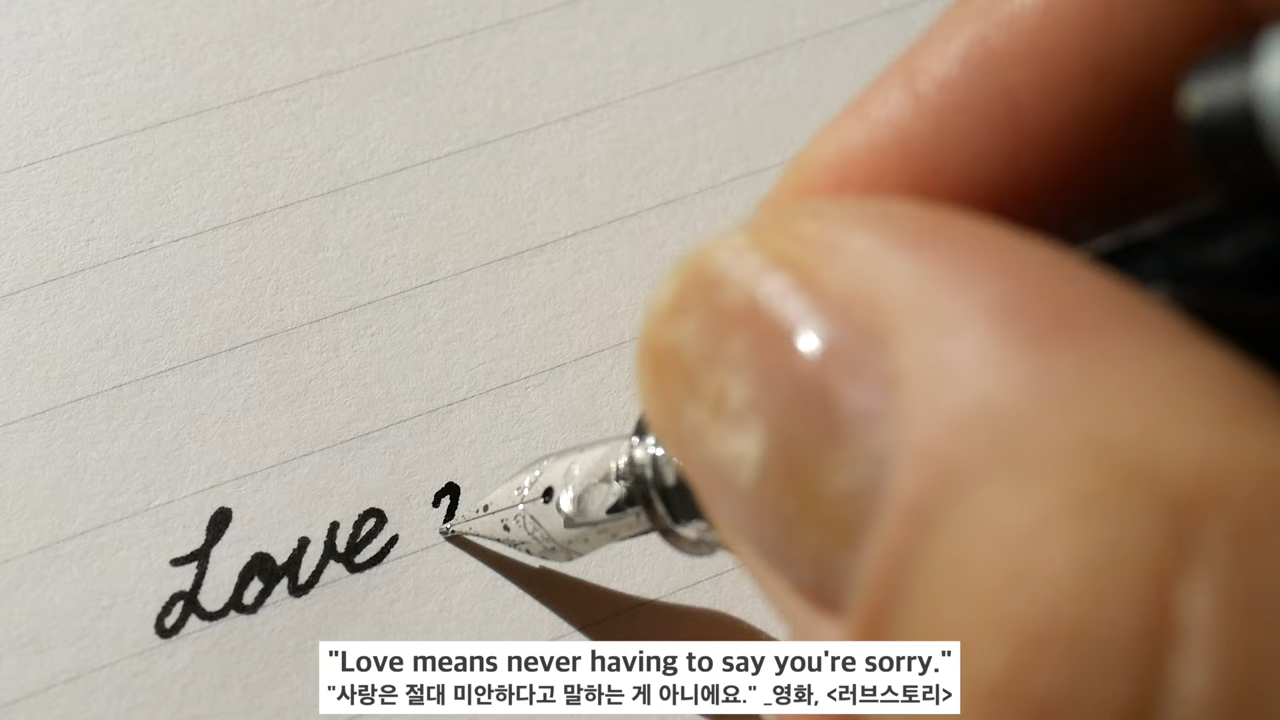 Love
"Love means never having to say you're sorry."
"사랑은 절대 미안하다고 말하는 게 아니에요." _영화, <러브스토리>